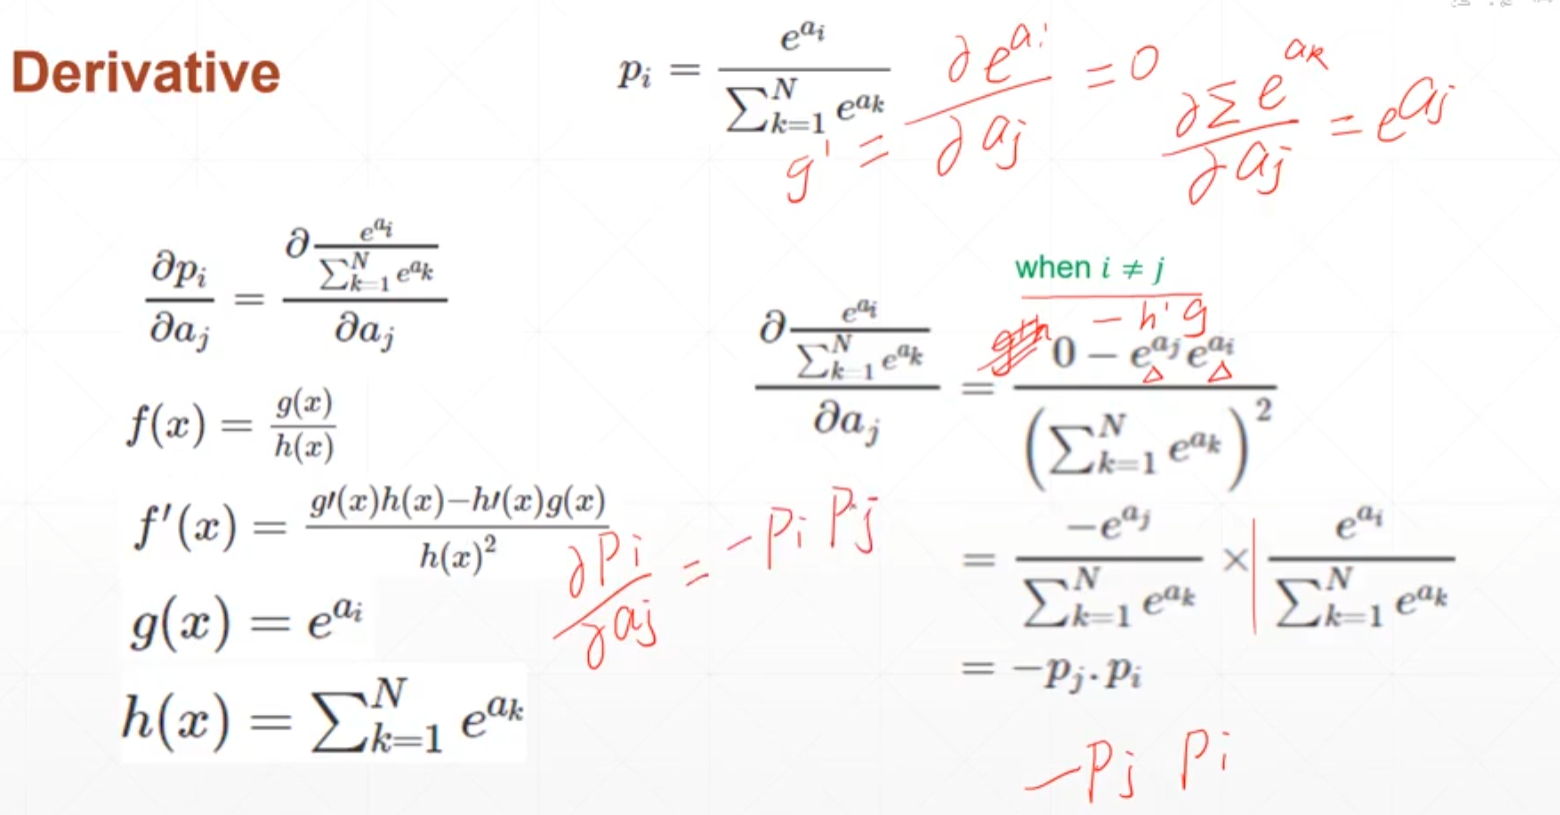 Derivative
p_i = \frac{e^{a_i}}{\sum_{k=1}^{N} e^{a_k}}
g' = \frac{\partial e^{a_i}}{\partial a_j} = 0
\frac{\partial \sum e^{a_k}}{\partial a_j} = e^{a_j}
\frac{\partial p_i}{\partial a_j} = \frac{\partial \frac{e^{a_i}}{\sum_{k=1}^{N} e^{a_k}}}{\partial a_j}
f(x) = \frac{g(x)}{h(x)}
f'(x) = \frac{g'(x)h(x) - h'(x)g(x)}{h(x)^2}
g(x) = e^{a_i}
h(x) = \sum_{k=1}^{N} e^{a_k}
\frac{\partial p_i}{\partial a_j} = -p_i p_j
when i ≠ j
- h' g
\frac{\partial \frac{e^{a_i}}{\sum_{k=1}^{N} e^{a_k}}}{\partial a_j} = \frac{0 - e^{a_j} e^{a_i}}{\left(\sum_{k=1}^{N} e^{a_k}\right)^2}
= \frac{-e^{a_j}}{\sum_{k=1}^{N} e^{a_k}} × \frac{e^{a_i}}{\sum_{k=1}^{N} e^{a_k}}
= -p_j . p_i
-p_j p_i